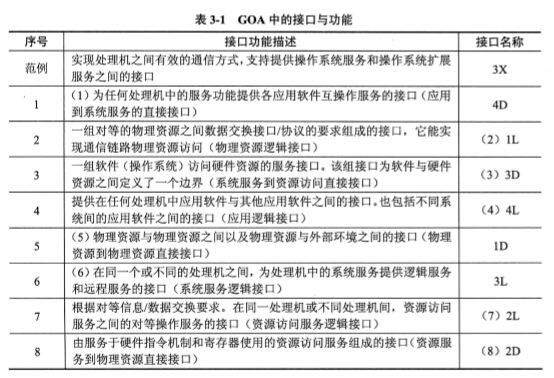 表 3-1 GOA 中的接口与功能
序号 接口功能描述 接口名称
范例 实现处理机之间有效的通信方式，支持提供操作系统服务和操作系统扩展
服务之间的接口 3X
1 （1）为任何处理机中的服务功能提供各应用软件互操作服务的接口（应用
到系统服务的直接接口） 4D
2 一组对等的物理资源之间数据交换接口/协议的要求组成的接口，它能实
现通信链路物理资源访问（物理资源逻辑接口） （2）1L
3 一组软件（操作系统）访问硬件资源的服务接口。该组接口为软件与硬件
资源之间定义了一个边界（系统服务到资源访问直接接口） （3）3D
4 提供在任何处理机中应用软件与其他应用软件之间的接口。也包括不同系
统间的应用软件之间的接口（应用逻辑接口） （4）4L
5 （5）物理资源与物理资源之间以及物理资源与外部环境之间的接口（物理
资源到物理资源直接接口） 1D
6 （6）在同一个或不同的处理机之间，为处理机中的系统服务提供逻辑服务
和远程服务的接口（系统服务逻辑接口） 3L
7 根据对等信息/数据交换要求。在同一处理机或不同处理机间，资源访问
服务之间的对等操作服务的接口（资源访问服务逻辑接口） （7）2L
8 由服务于硬件指令机制和寄存器使用的资源访问服务组成的接口（资源服
务到物理资源直接接口） （8）2D